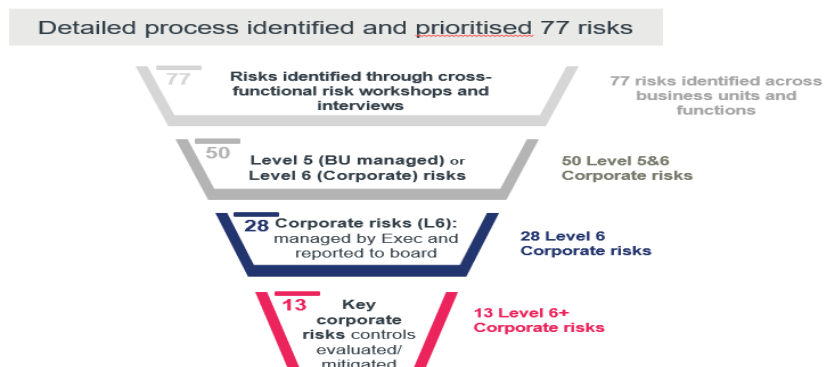 Detailed process identified and prioritised 77 risks
77
Risks identified through cross-
functional risk workshops and
interviews
77 risks identified across
business units and
functions
50
Level 5 (BU managed) or
Level 6 (Corporate) risks
50 Level 5&6
Corporate risks
28
Corporate risks (L6):
managed by Exec and
reported to board
28 Level 6
Corporate risks
13
Key
corporate
risks controls
evaluated/
mitigated
13 Level 6+
Corporate risks